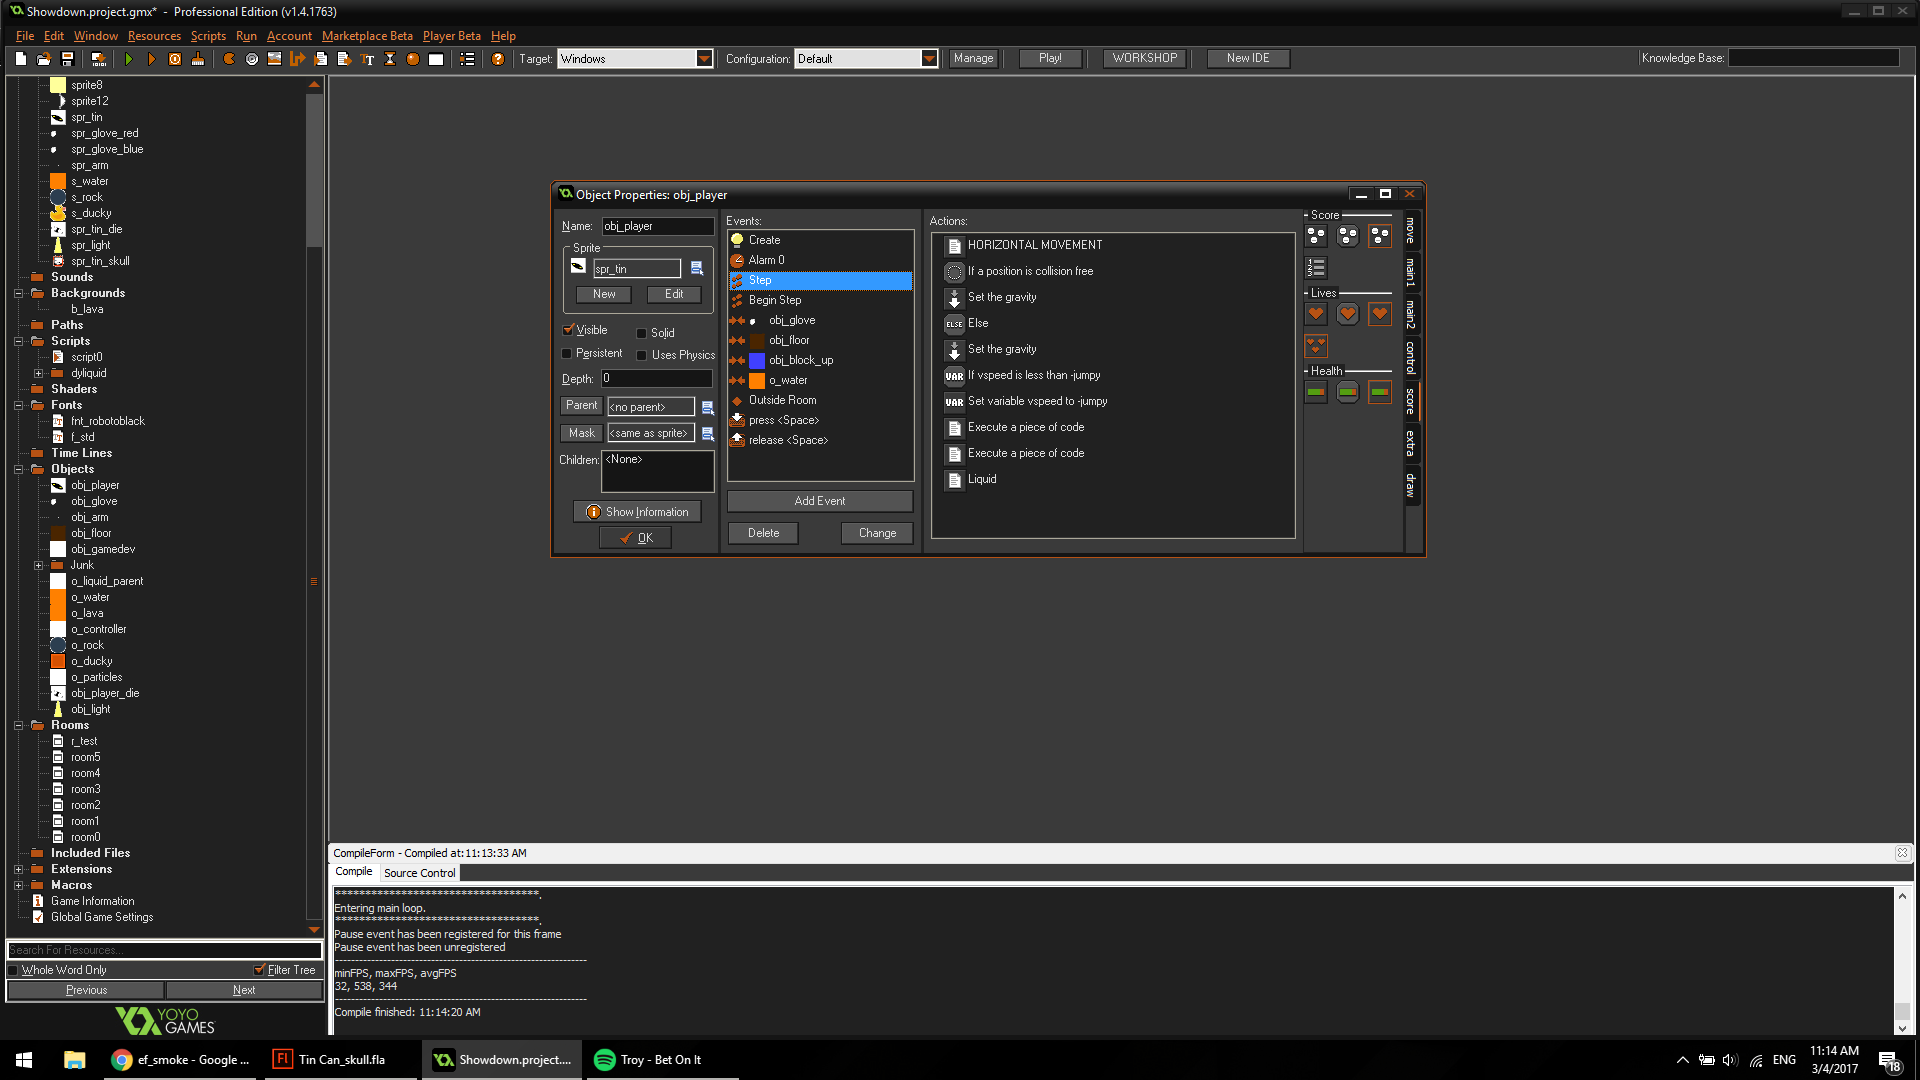 Showdown.project.gmx* - Professional Edition (v1.4.1763)
File Edit Window Resources Scripts Run Account Marketplace Beta Player Beta Help
Target: Windows Configuration: Default Manage Play! WORKSHOP New IDE Knowledge Base:
sprite8
sprite12
spr_tin
spr_glove_red
spr_glove_blue
spr_arm
s_water
s_rock
s_ducky
spr_tin_die
spr_light
spr_tin_skull
Sounds
Backgrounds
b_lava
Paths
Scripts
script0
dyliquid
Shaders
Fonts
fnt_robotoblack
f_std
Time Lines
Objects
obj_player
obj_glove
obj_arm
obj_floor
obj_gamedev
Junk
o_liquid_parent
o_water
o_lava
o_controller
o_rock
o_ducky
o_particles
obj_player_die
obj_light
Rooms
r_test
room5
room4
room3
room2
room1
room0
Included Files
Extensions
Macros
Game Information
Global Game Settings
Search For Resources...
Whole Word Only Filter Tree
Previous Next
YOYO
GAMES
Object Properties: obj_player
Name: obj_player
Sprite
spr_tin
New Edit
Visible Solid
Persistent Uses Physics
Depth: 0
Parent <no parent>
Mask <same as sprite>
Children: <None>
Show Information
OK
Events:
Create
Alarm 0
Step
Begin Step
obj_glove
obj_floor
obj_block_up
o_water
Outside Room
press <Space>
release <Space>
Add Event
Delete Change
Actions:
HORIZONTAL MOVEMENT
If a position is collision free
Set the gravity
ELSE Else
Set the gravity
VAR If vspeed is less than -jumpy
VAR Set variable vspeed to -jumpy
Execute a piece of code
Execute a piece of code
Liquid
Score
Lives
Health
move
main1
main2
control
score
extra
draw
CompileForm - Compiled at:11:13:33 AM
Compile Source Control
**********************************.
Entering main loop.
**********************************.
Pause event has been registered for this frame
Pause event has been unregistered
minFPS, maxFPS, avgFPS
32, 538, 344
Compile finished: 11:14:20 AM
ef_smoke - Google ... Fl Tin Can_skull.fla Showdown.project.... Troy - Bet On It
ENG
11:14 AM
3/4/2017
18